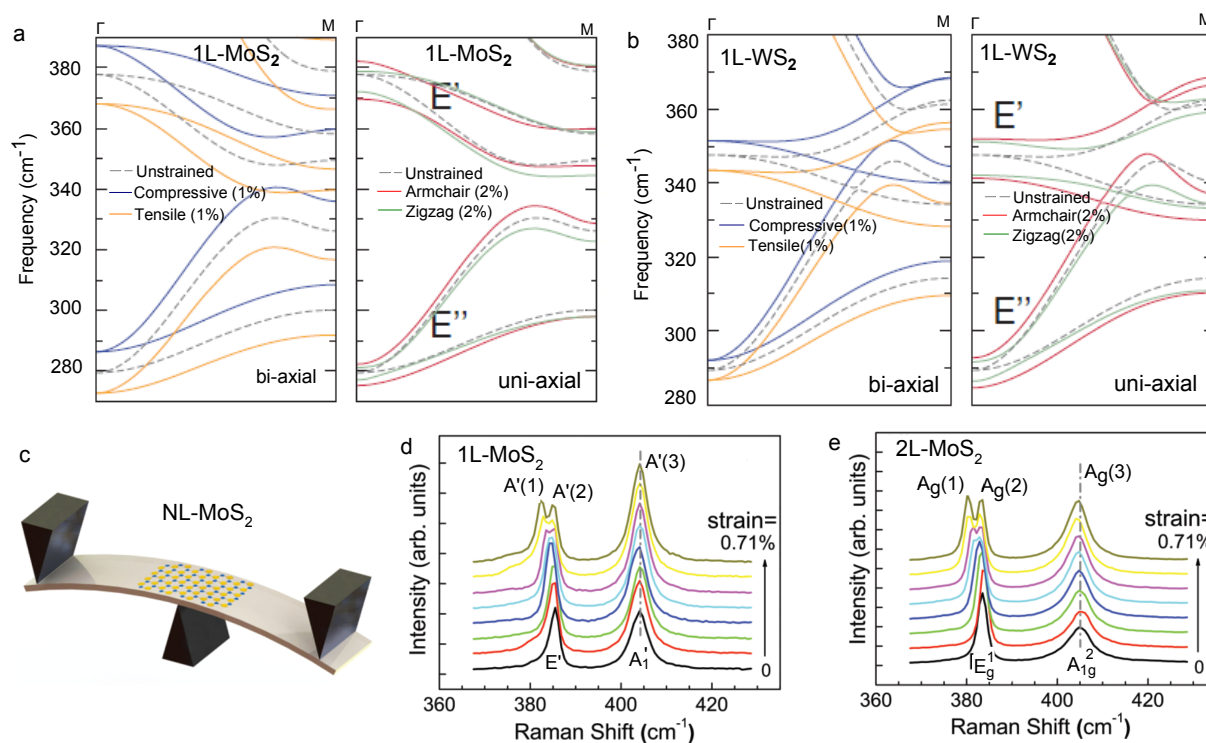 a
Γ
M
1L-MoS₂
380
360
340
320
300
280
Frequency (cm⁻¹)
Unstrained
Compressive (1%)
Tensile (1%)
bi-axial
Γ
M
1L-MoS₂
E'
Unstrained
Armchair (2%)
Zigzag (2%)
E''
uni-axial
b
Γ
M
1L-WS₂
380
360
340
320
300
280
Frequency (cm⁻¹)
Unstrained
Compressive(1%)
Tensile(1%)
bi-axial
Γ
M
1L-WS₂
E'
Unstrained
Armchair(2%)
Zigzag(2%)
E''
uni-axial
c
NL-MoS₂
d
1L-MoS₂
A'(1)
A'(2)
A'(3)
strain=
0.71%
0
E'
A₁'
Intensity (arb. units)
360 380 400 420
Raman Shift (cm⁻¹)
e
2L-MoS₂
Ag(1)
Ag(2)
Ag(3)
strain=
0.71%
0
E¹g
A²1g
Intensity (arb. units)
360 380 400 420
Raman Shift (cm⁻¹)